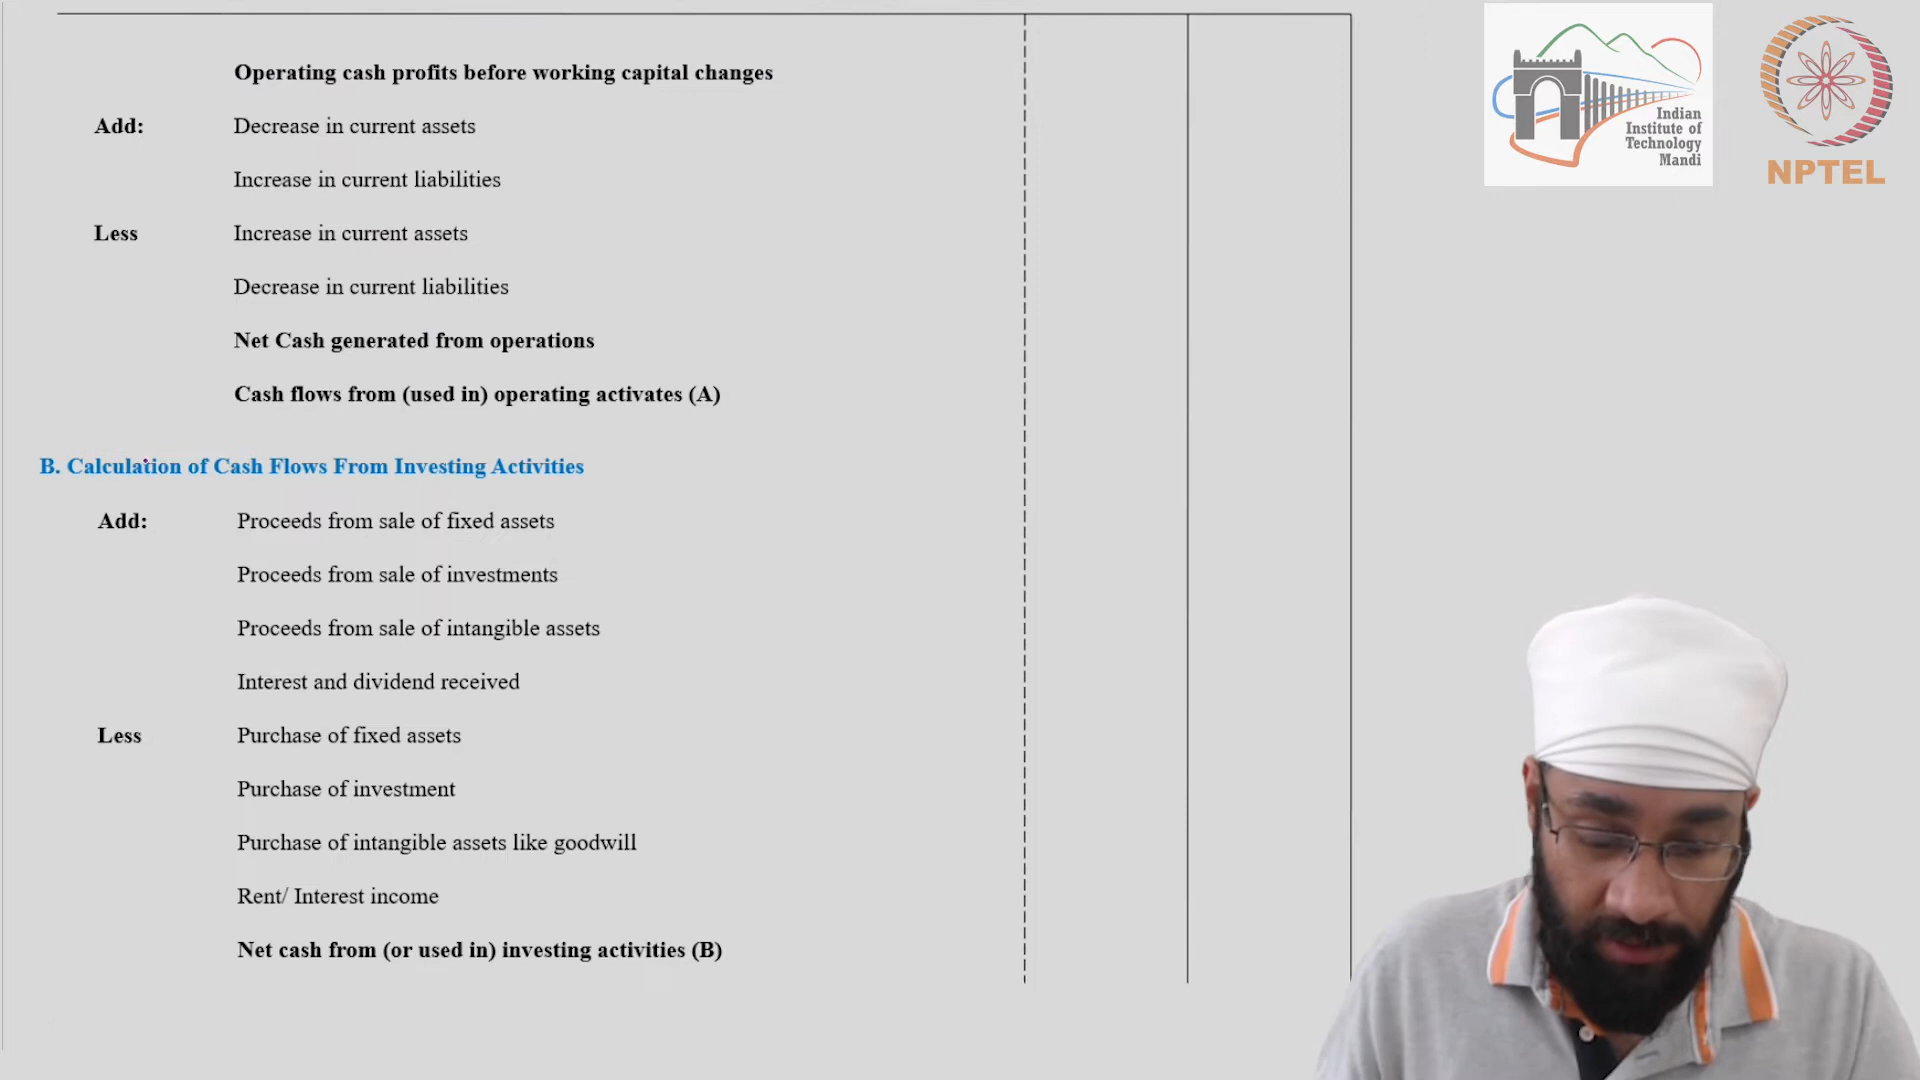 Operating cash profits before working capital changes
Add: Decrease in current assets
Increase in current liabilities
Less Increase in current assets
Decrease in current liabilities
Net Cash generated from operations
Cash flows from (used in) operating activates (A)
B. Calculation of Cash Flows From Investing Activities
Add: Proceeds from sale of fixed assets
Proceeds from sale of investments
Proceeds from sale of intangible assets
Interest and dividend received
Less Purchase of fixed assets
Purchase of investment
Purchase of intangible assets like goodwill
Rent/ Interest income
Net cash from (or used in) investing activities (B)
Indian
Institute of
Technology
Mandi
NPTEL